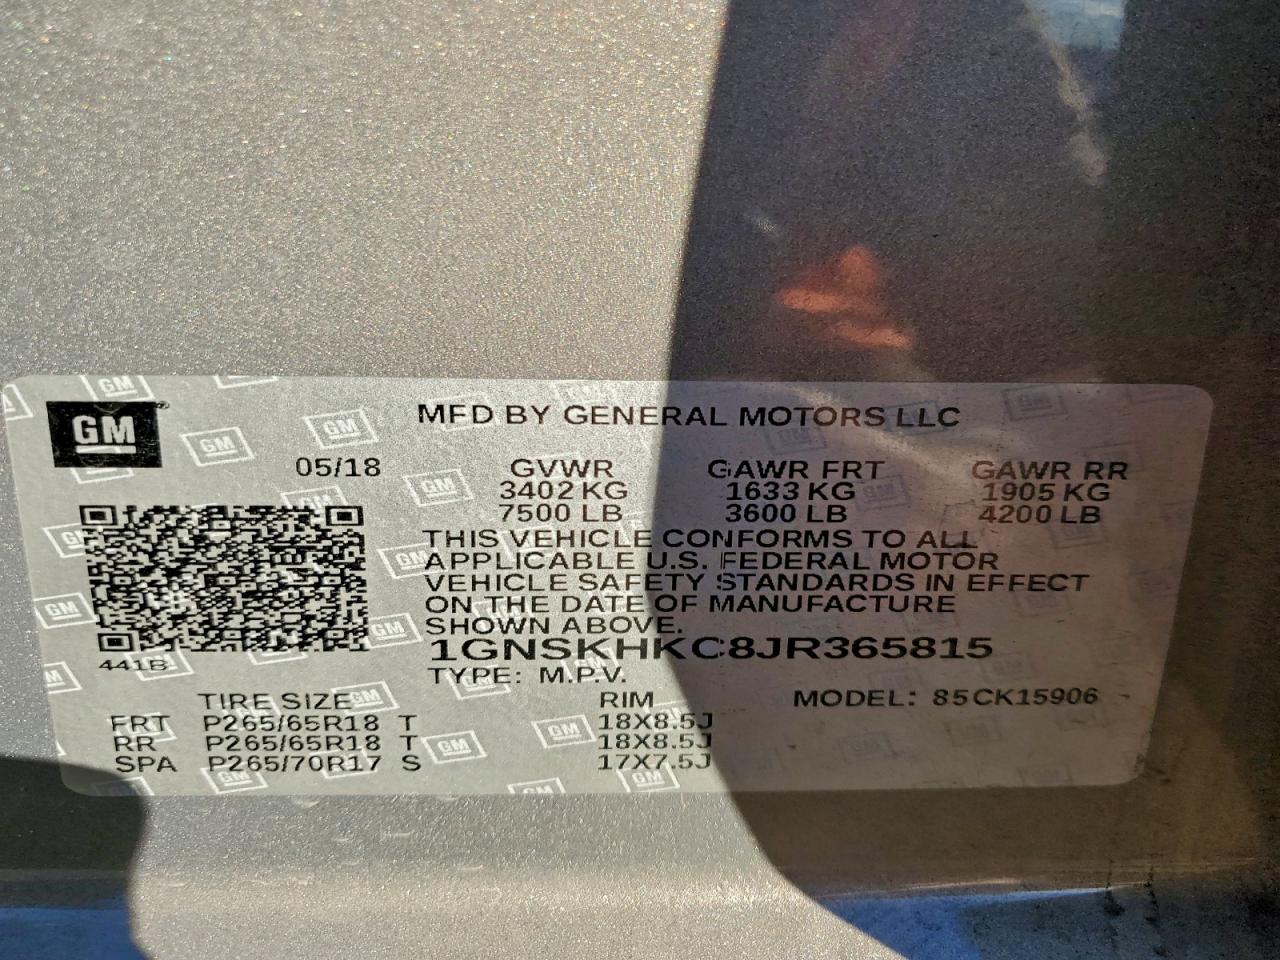 GM
MFD BY GENERAL MOTORS LLC
05/18 GVWR GAWR FRT GAWR RR
3402 KG 1633 KG 1905 KG
7500 LB 3600 LB 4200 LB
THIS VEHICLE CONFORMS TO ALL
APPLICABLE U.S. FEDERAL MOTOR
VEHICLE SAFETY STANDARDS IN EFFECT
ON THE DATE OF MANUFACTURE
SHOWN ABOVE.
1GNSKHKC8JR365815
441B
TYPE: M.P.V.
TIRE SIZE RIM MODEL: 85CK15906
FRT P265/65R18 T 18X8.5J
RR P265/65R18 T 18X8.5J
SPA P265/70R17 S 17X7.5J